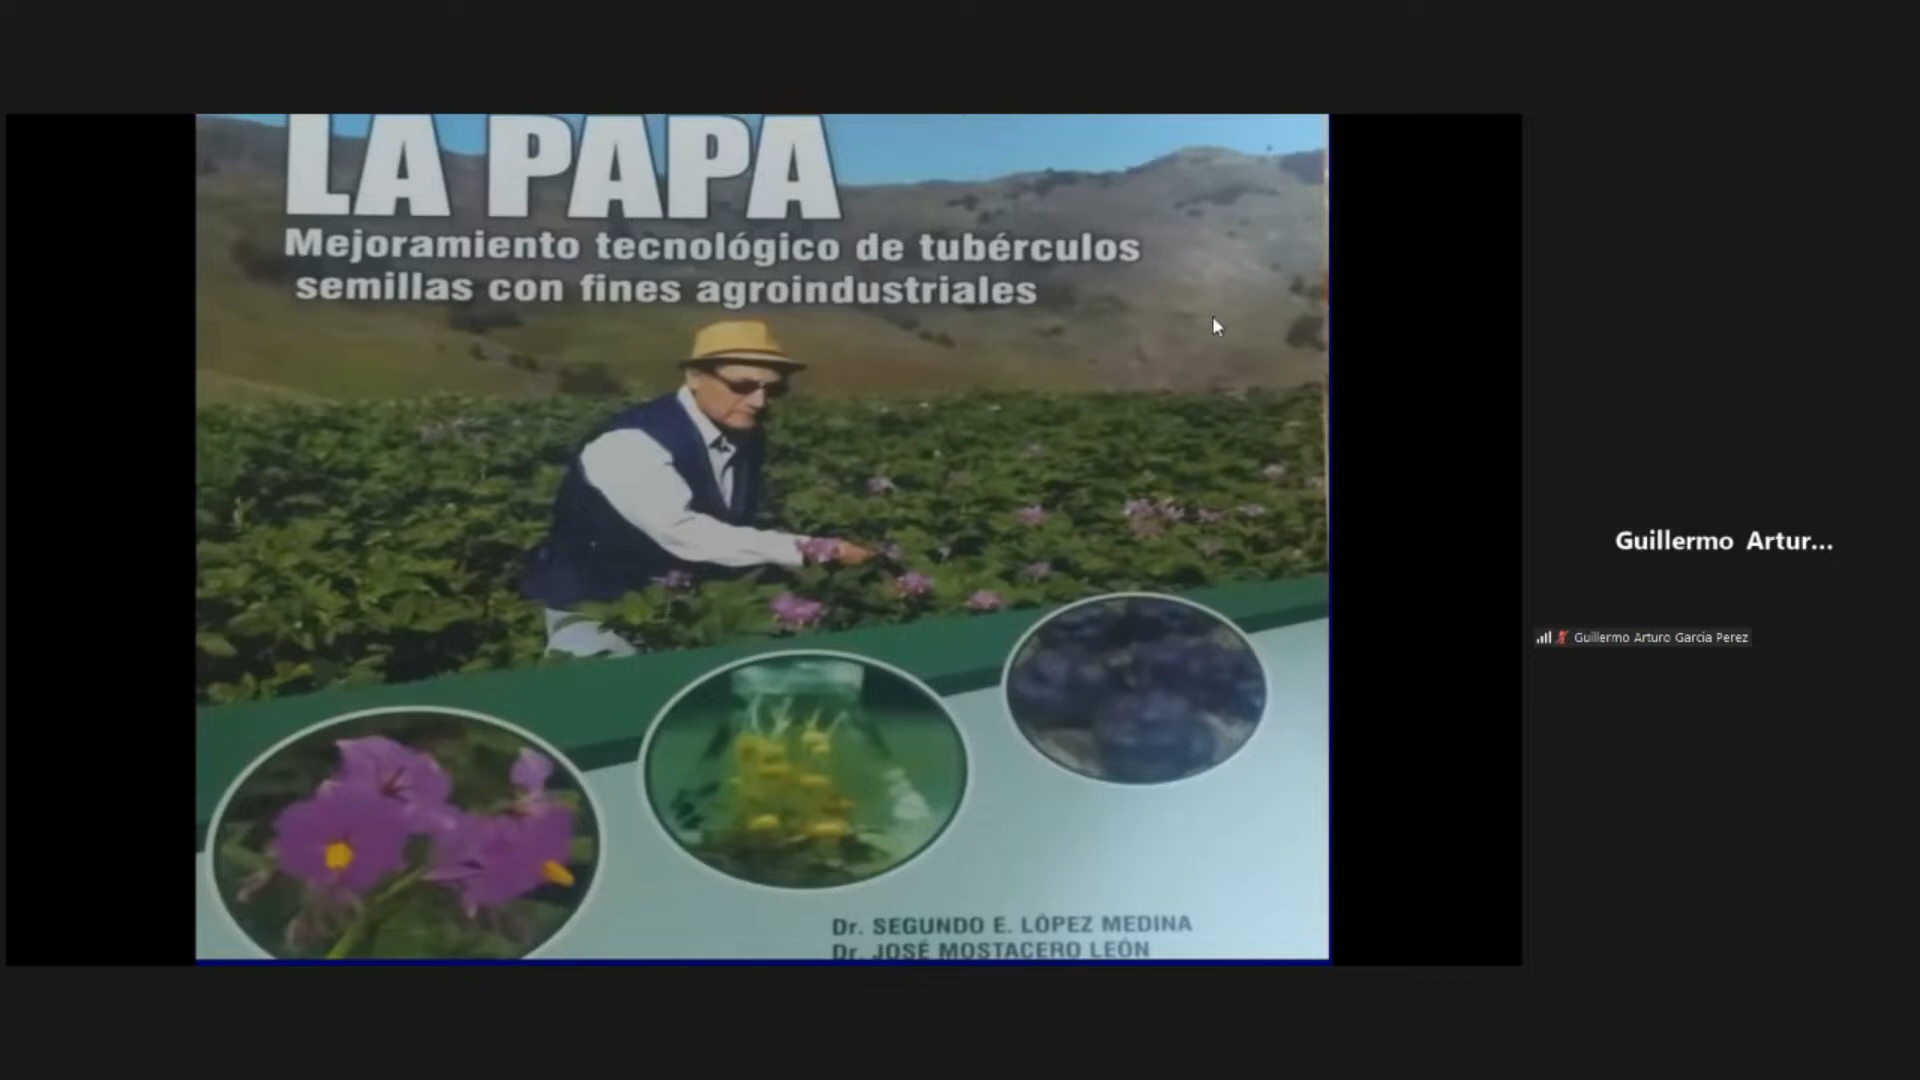 LA PAPA
Mejoramiento tecnológico de tubérculos
semillas con fines agroindustriales
Dr. SEGUNDO E. LÓPEZ MEDINA
Dr. JOSÉ MOSTACERO LEÓN
Guillermo Artur...
Guillermo Arturo Garcia Perez